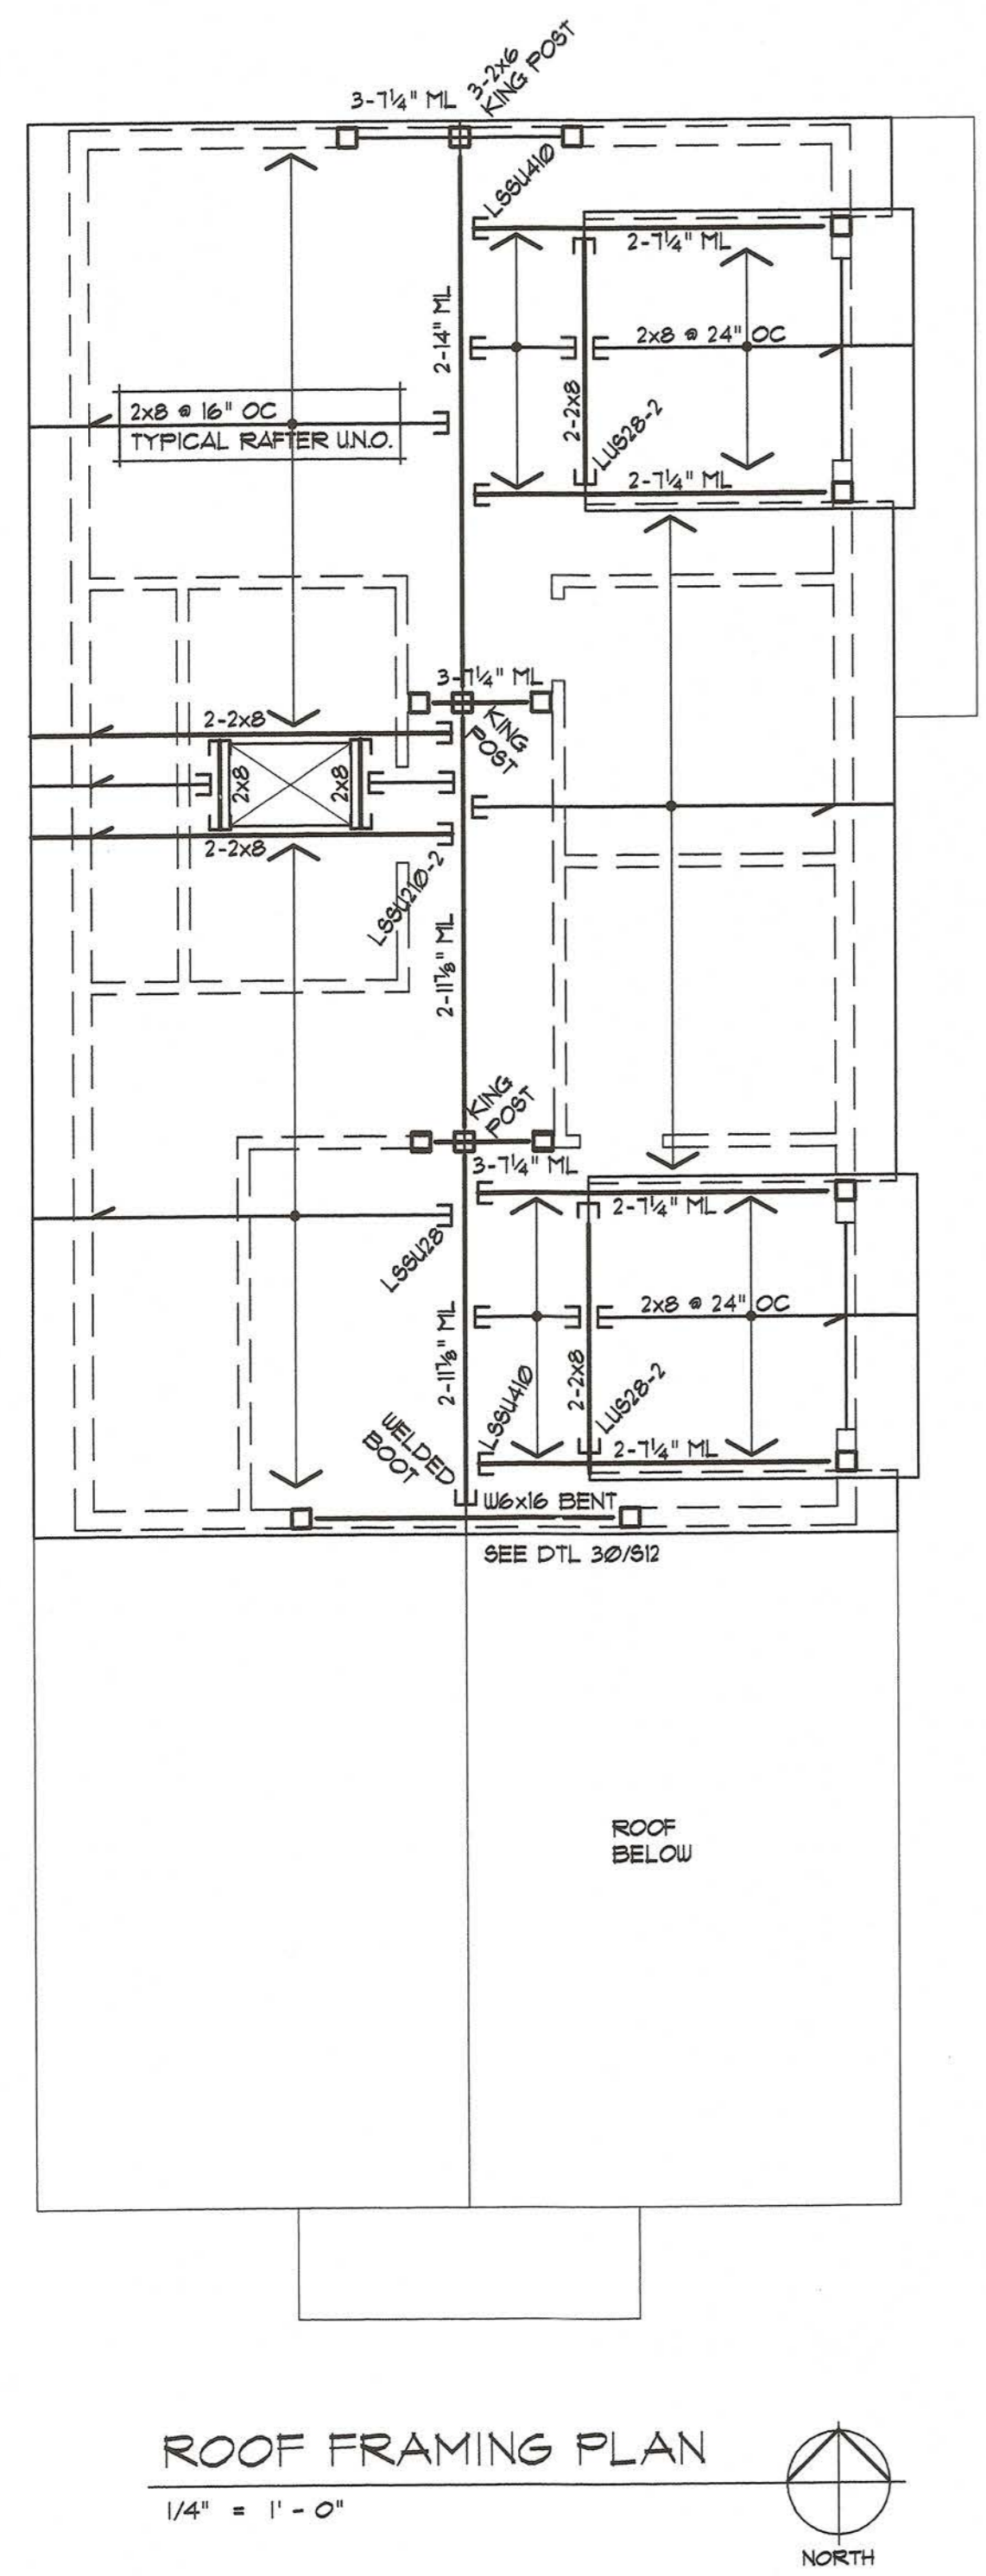 3-2x6
KING POST
3-7¼" ML
LSSU410
2-7¼" ML
2-14" ML
2x8 @ 24" OC
2-2x8
2x8 @ 16" OC
TYPICAL RAFTER U.N.O.
LUS28-2
2-7¼" ML
3-7¼" ML
2-2x8
KING
POST
2x8
2x8
2-2x8
LSSU210-2
2-11⅞" ML
KING
POST
3-7¼" ML
2-7¼" ML
LSSU28
2x8 @ 24" OC
2-11⅞" ML
2-2x8
LSSU410
LUS28-2
WELDED
BOOT
2-7¼" ML
W6x16 BENT
SEE DTL 30/S12
ROOF
BELOW
ROOF FRAMING PLAN
1/4" = 1' - 0"
NORTH